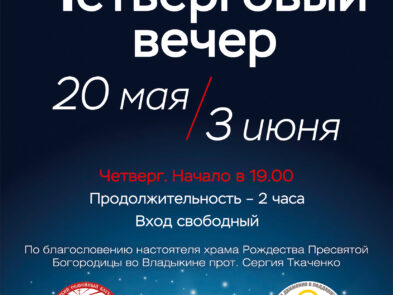 Четверговый
вечер
20 мая
/
3 июня
Четверг. Начало в 19.00
Продолжительность – 2 часа
Вход свободный
По благословению настоятеля храма Рождества Пресвятой
Богородицы во Владыкине прот. Сергия Ткаченко